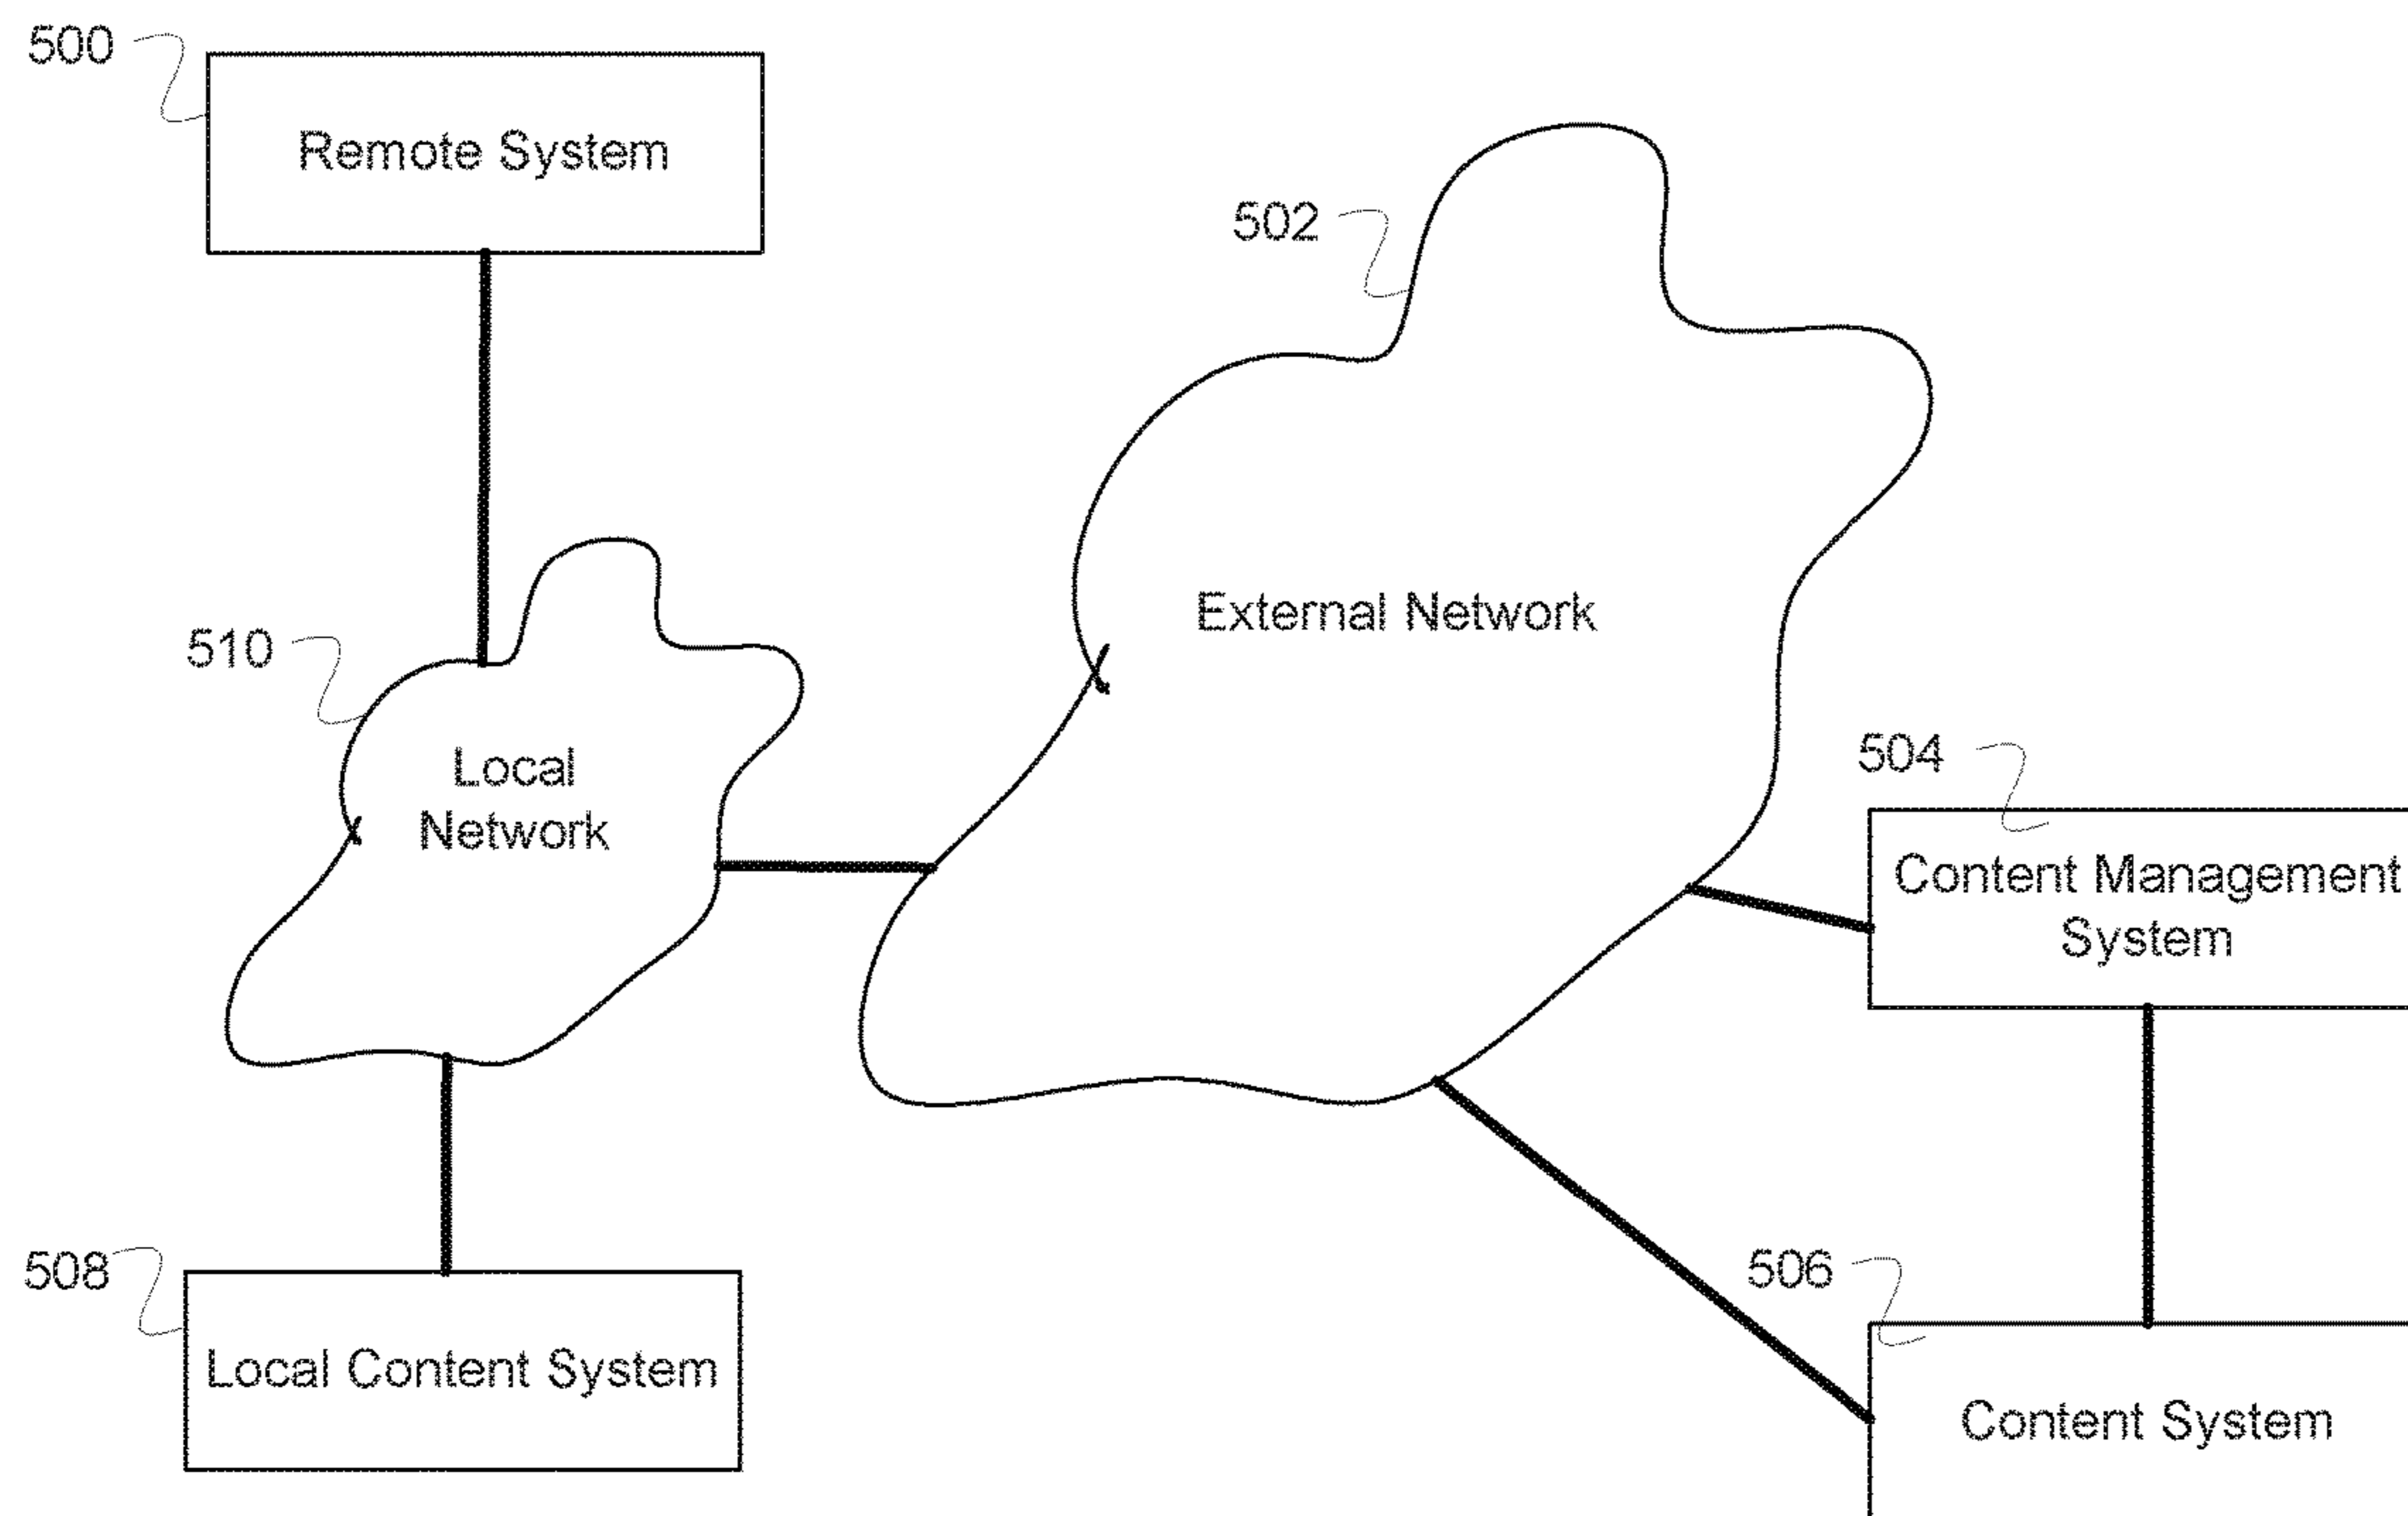 500
Remote System
502
External Network
510
Local
Network
504
Content Management
System
508
Local Content System
506
Content System